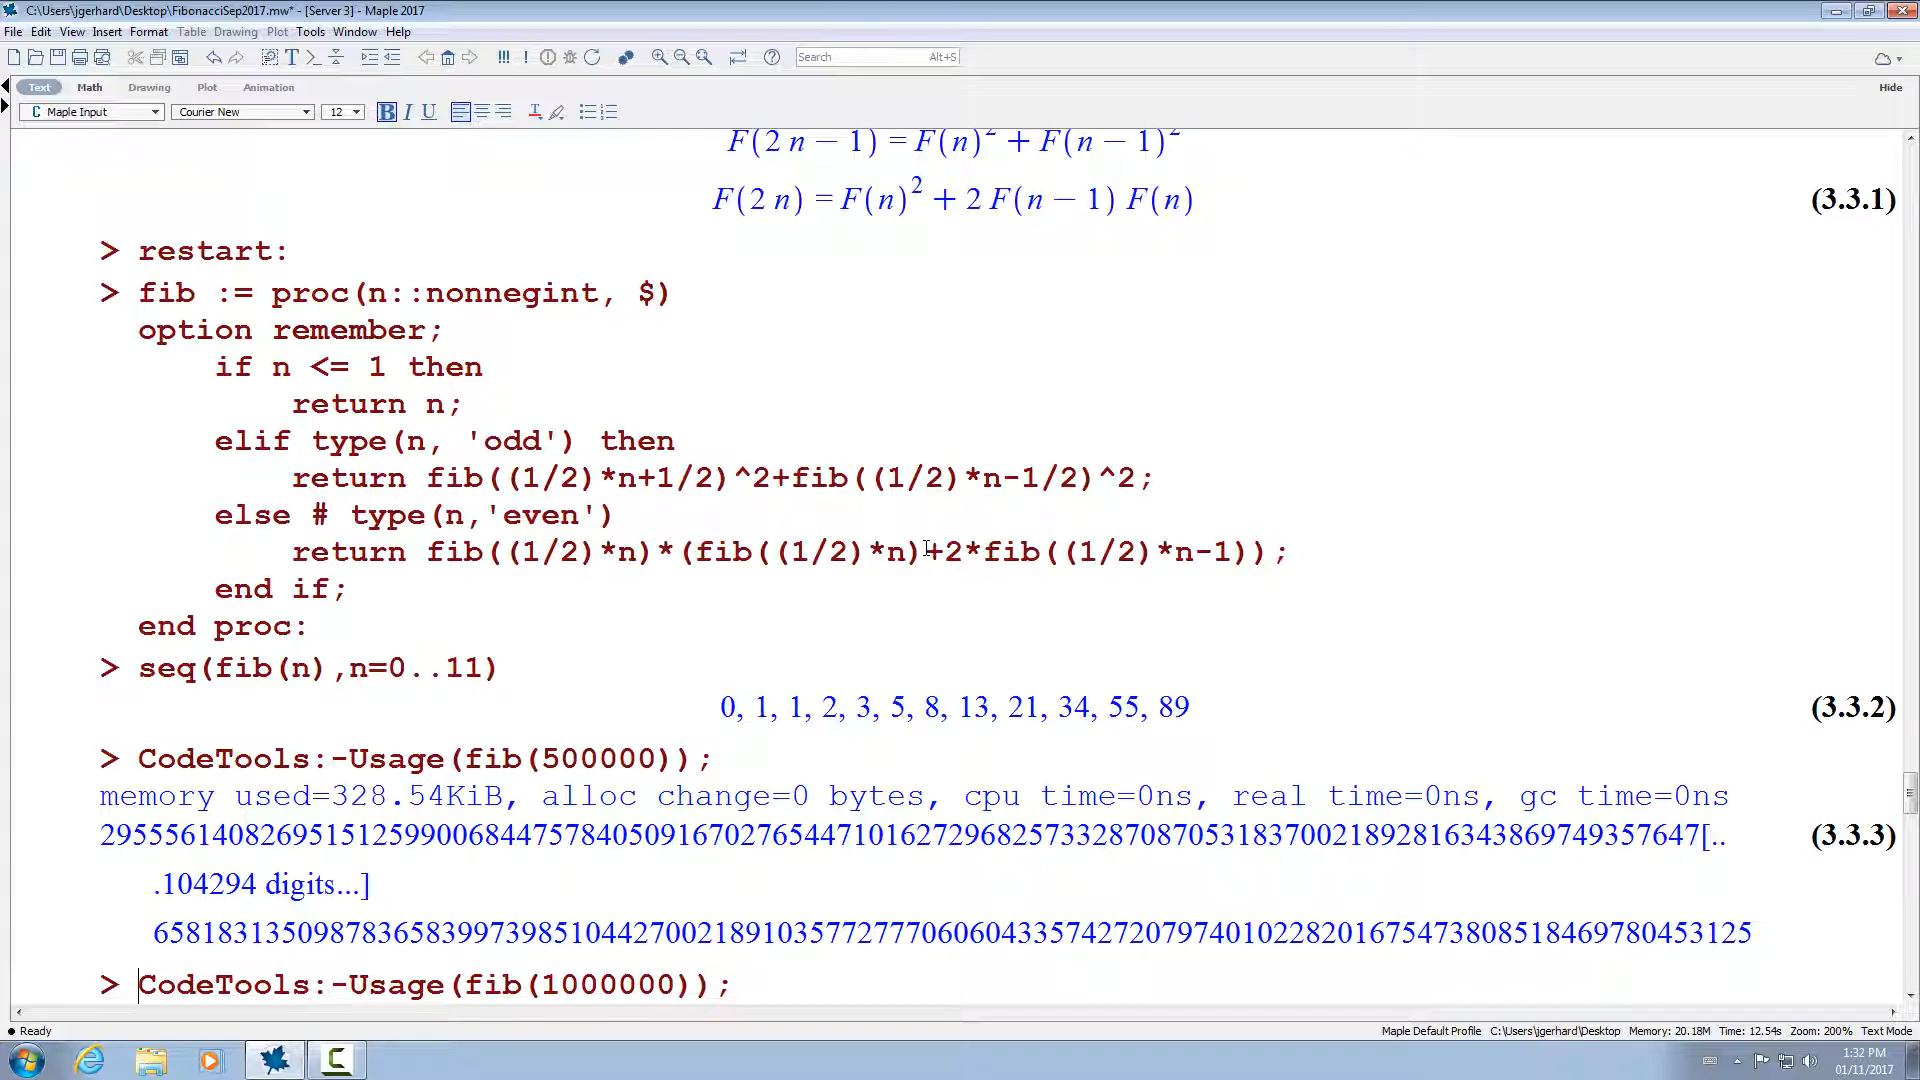 C:\Users\jgerhard\Desktop\FibonacciSep2017.mw* - [Server 3] - Maple 2017
File Edit View Insert Format Table Drawing Plot Tools Window Help
Search Alt+S
Text Math Drawing Plot Animation Hide
C Maple Input Courier New 12 B I U
F(2 n − 1) = F(n)² + F(n − 1)²
F(2 n) = F(n)² + 2 F(n − 1) F(n) (3.3.1)
> restart:
> fib := proc(n::nonnegint, $)
option remember;
if n <= 1 then
return n;
elif type(n, 'odd') then
return fib((1/2)*n+1/2)^2+fib((1/2)*n-1/2)^2;
else # type(n,'even')
return fib((1/2)*n)*(fib((1/2)*n)+2*fib((1/2)*n-1));
end if;
end proc:
> seq(fib(n),n=0..11)
0, 1, 1, 2, 3, 5, 8, 13, 21, 34, 55, 89 (3.3.2)
> CodeTools:-Usage(fib(500000));
memory used=328.54KiB, alloc change=0 bytes, cpu time=0ns, real time=0ns, gc time=0ns
2955561408269515125990068447578405091670276544710162729682573328708705318370021892816343869749357647[.. (3.3.3)
.104294 digits...]
6581831350987836583997398510442700218910357727770606043357427207974010228201675473808518469780453125
> CodeTools:-Usage(fib(1000000));
Ready Maple Default Profile C:\Users\jgerhard\Desktop Memory: 20.18M Time: 12.54s Zoom: 200% Text Mode
1:32 PM
01/11/2017